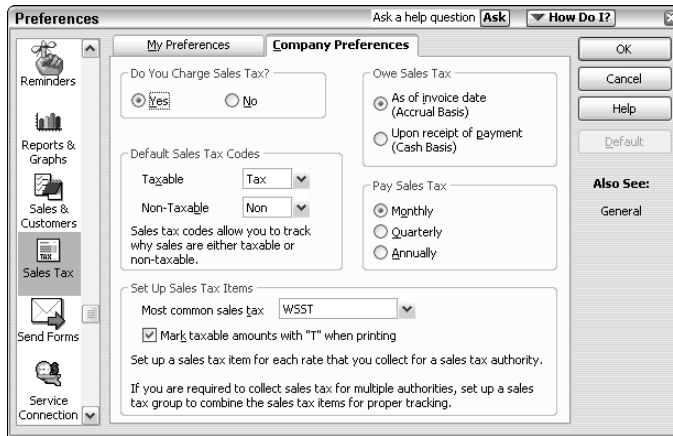 Preferences
Ask a help question Ask
How Do I?
Reminders
Reports &
Graphs
Sales &
Customers
TAX
Sales Tax
Send Forms
Service
Connection
My Preferences
Company Preferences
Do You Charge Sales Tax?
Yes
No
Default Sales Tax Codes
Taxable
Tax
Non-Taxable
Non
Sales tax codes allow you to track
why sales are either taxable or
non-taxable.
Owe Sales Tax
As of invoice date
(Accrual Basis)
Upon receipt of payment
(Cash Basis)
Pay Sales Tax
Monthly
Quarterly
Annually
Set Up Sales Tax Items
Most common sales tax
WSST
Mark taxable amounts with "T" when printing
Set up a sales tax item for each rate that you collect for a sales tax authority.
If you are required to collect sales tax for multiple authorities, set up a sales
tax group to combine the sales tax items for proper tracking.
OK
Cancel
Help
Default
Also See:
General